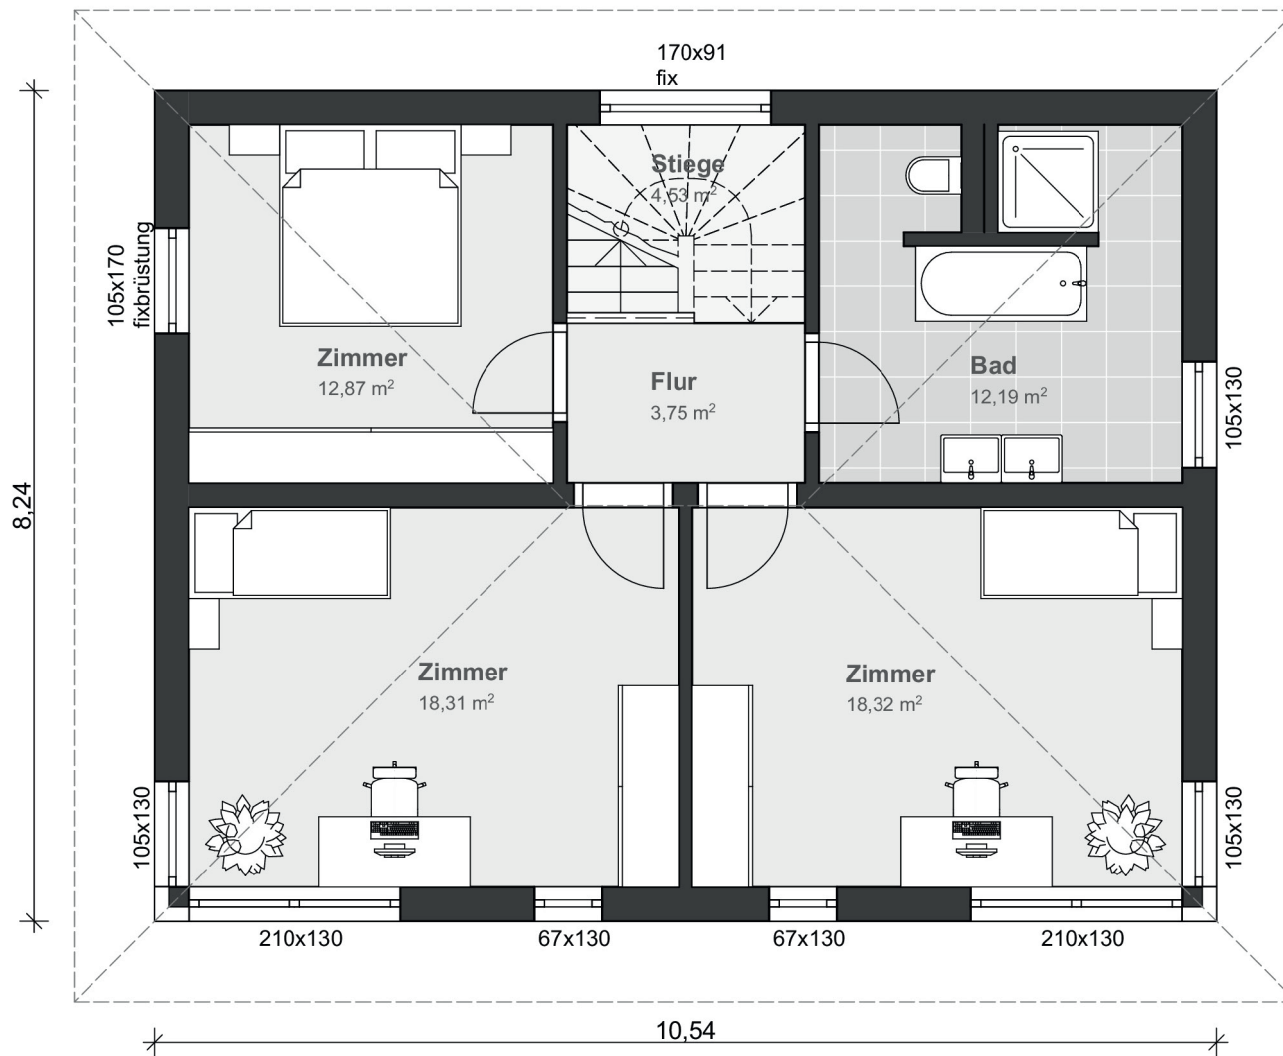 170x91
fix
Stiege
4,53 m²
105x170
fixbrüstung
Zimmer
12,87 m²
Flur
3,75 m²
Bad
12,19 m²
105x130
8,24
Zimmer
18,31 m²
Zimmer
18,32 m²
105x130
105x130
210x130
67x130
67x130
210x130
10,54